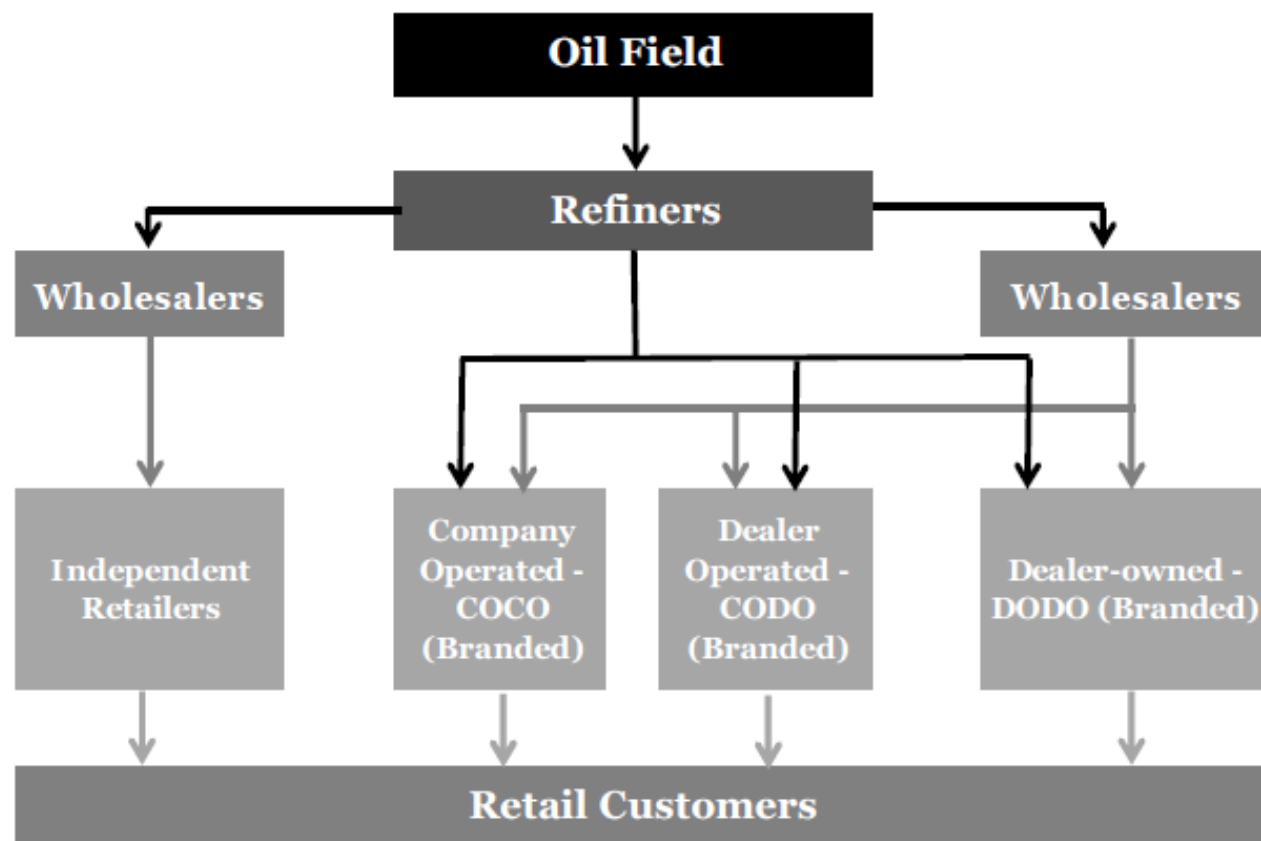 Oil Field
Refiners
Wholesalers
Wholesalers
Independent
Retailers
Company
Operated -
COCO
(Branded)
Dealer
Operated -
CODO
(Branded)
Dealer-owned -
DODO (Branded)
Retail Customers